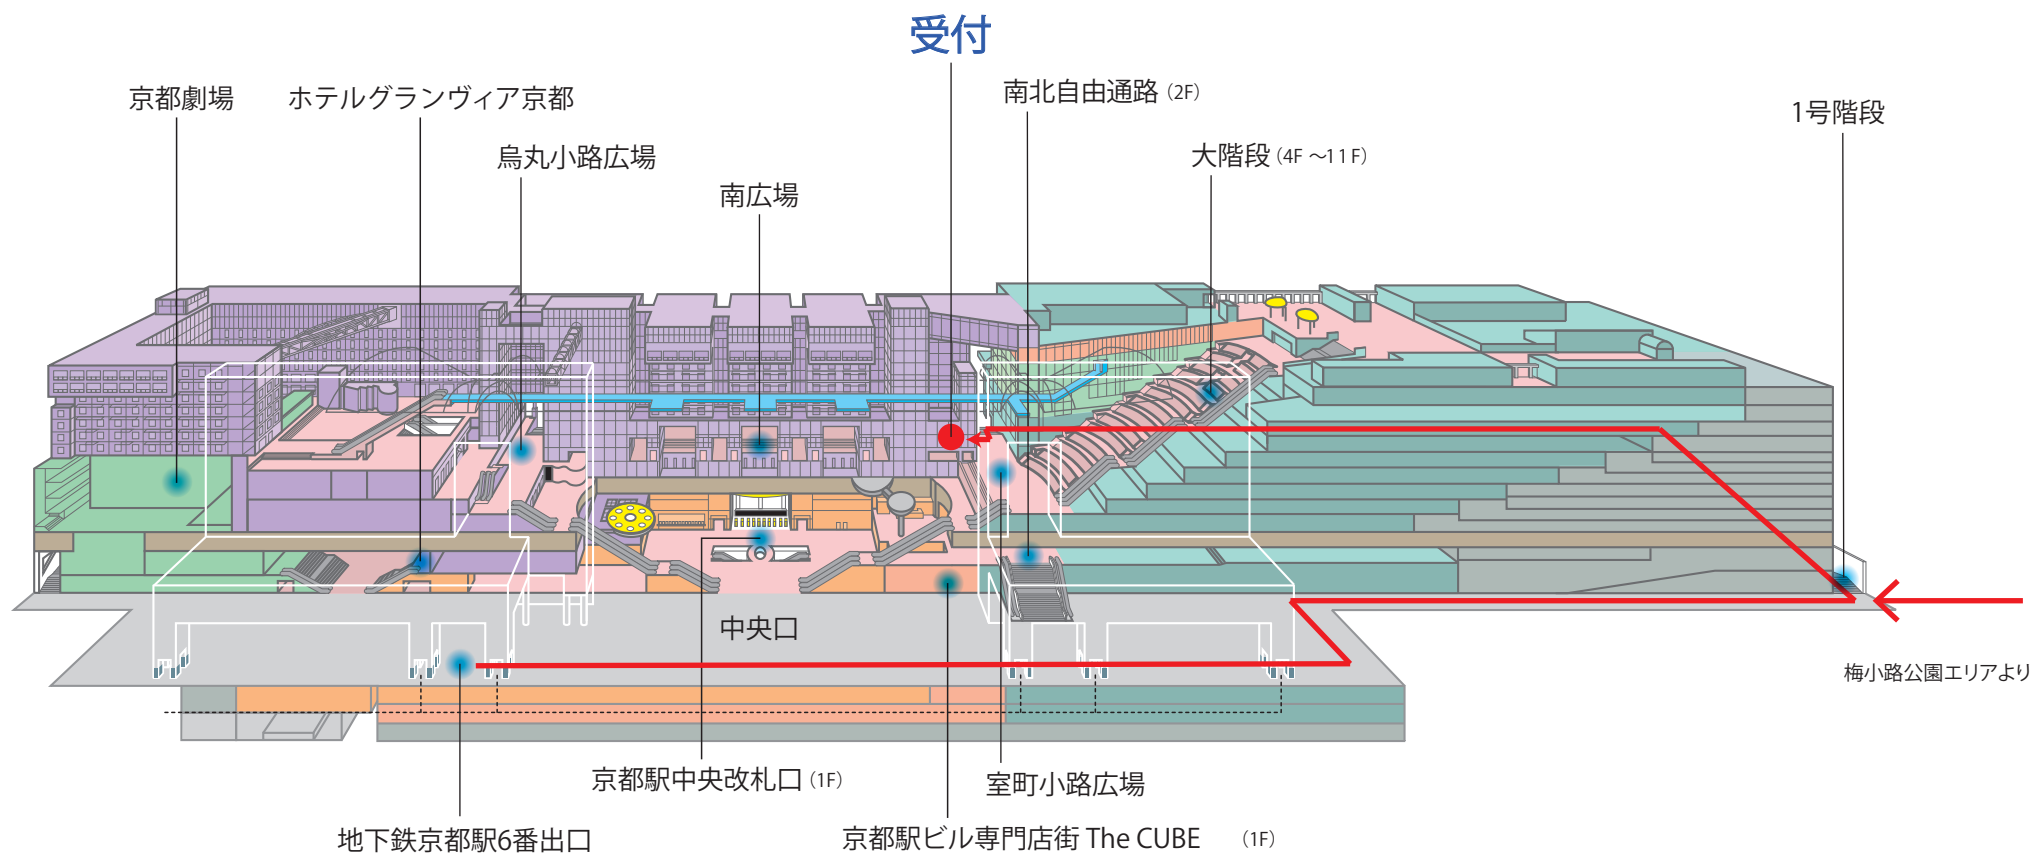 受付
京都劇場
ホテルグランヴィア京都
南北自由通路（2F）
1号階段
烏丸小路広場
大階段（4F ～11F）
南広場
中央口
梅小路公園エリアより
京都駅中央改札口（1F）
室町小路広場
地下鉄京都駅6番出口
京都駅ビル専門店街 The CUBE （1F）